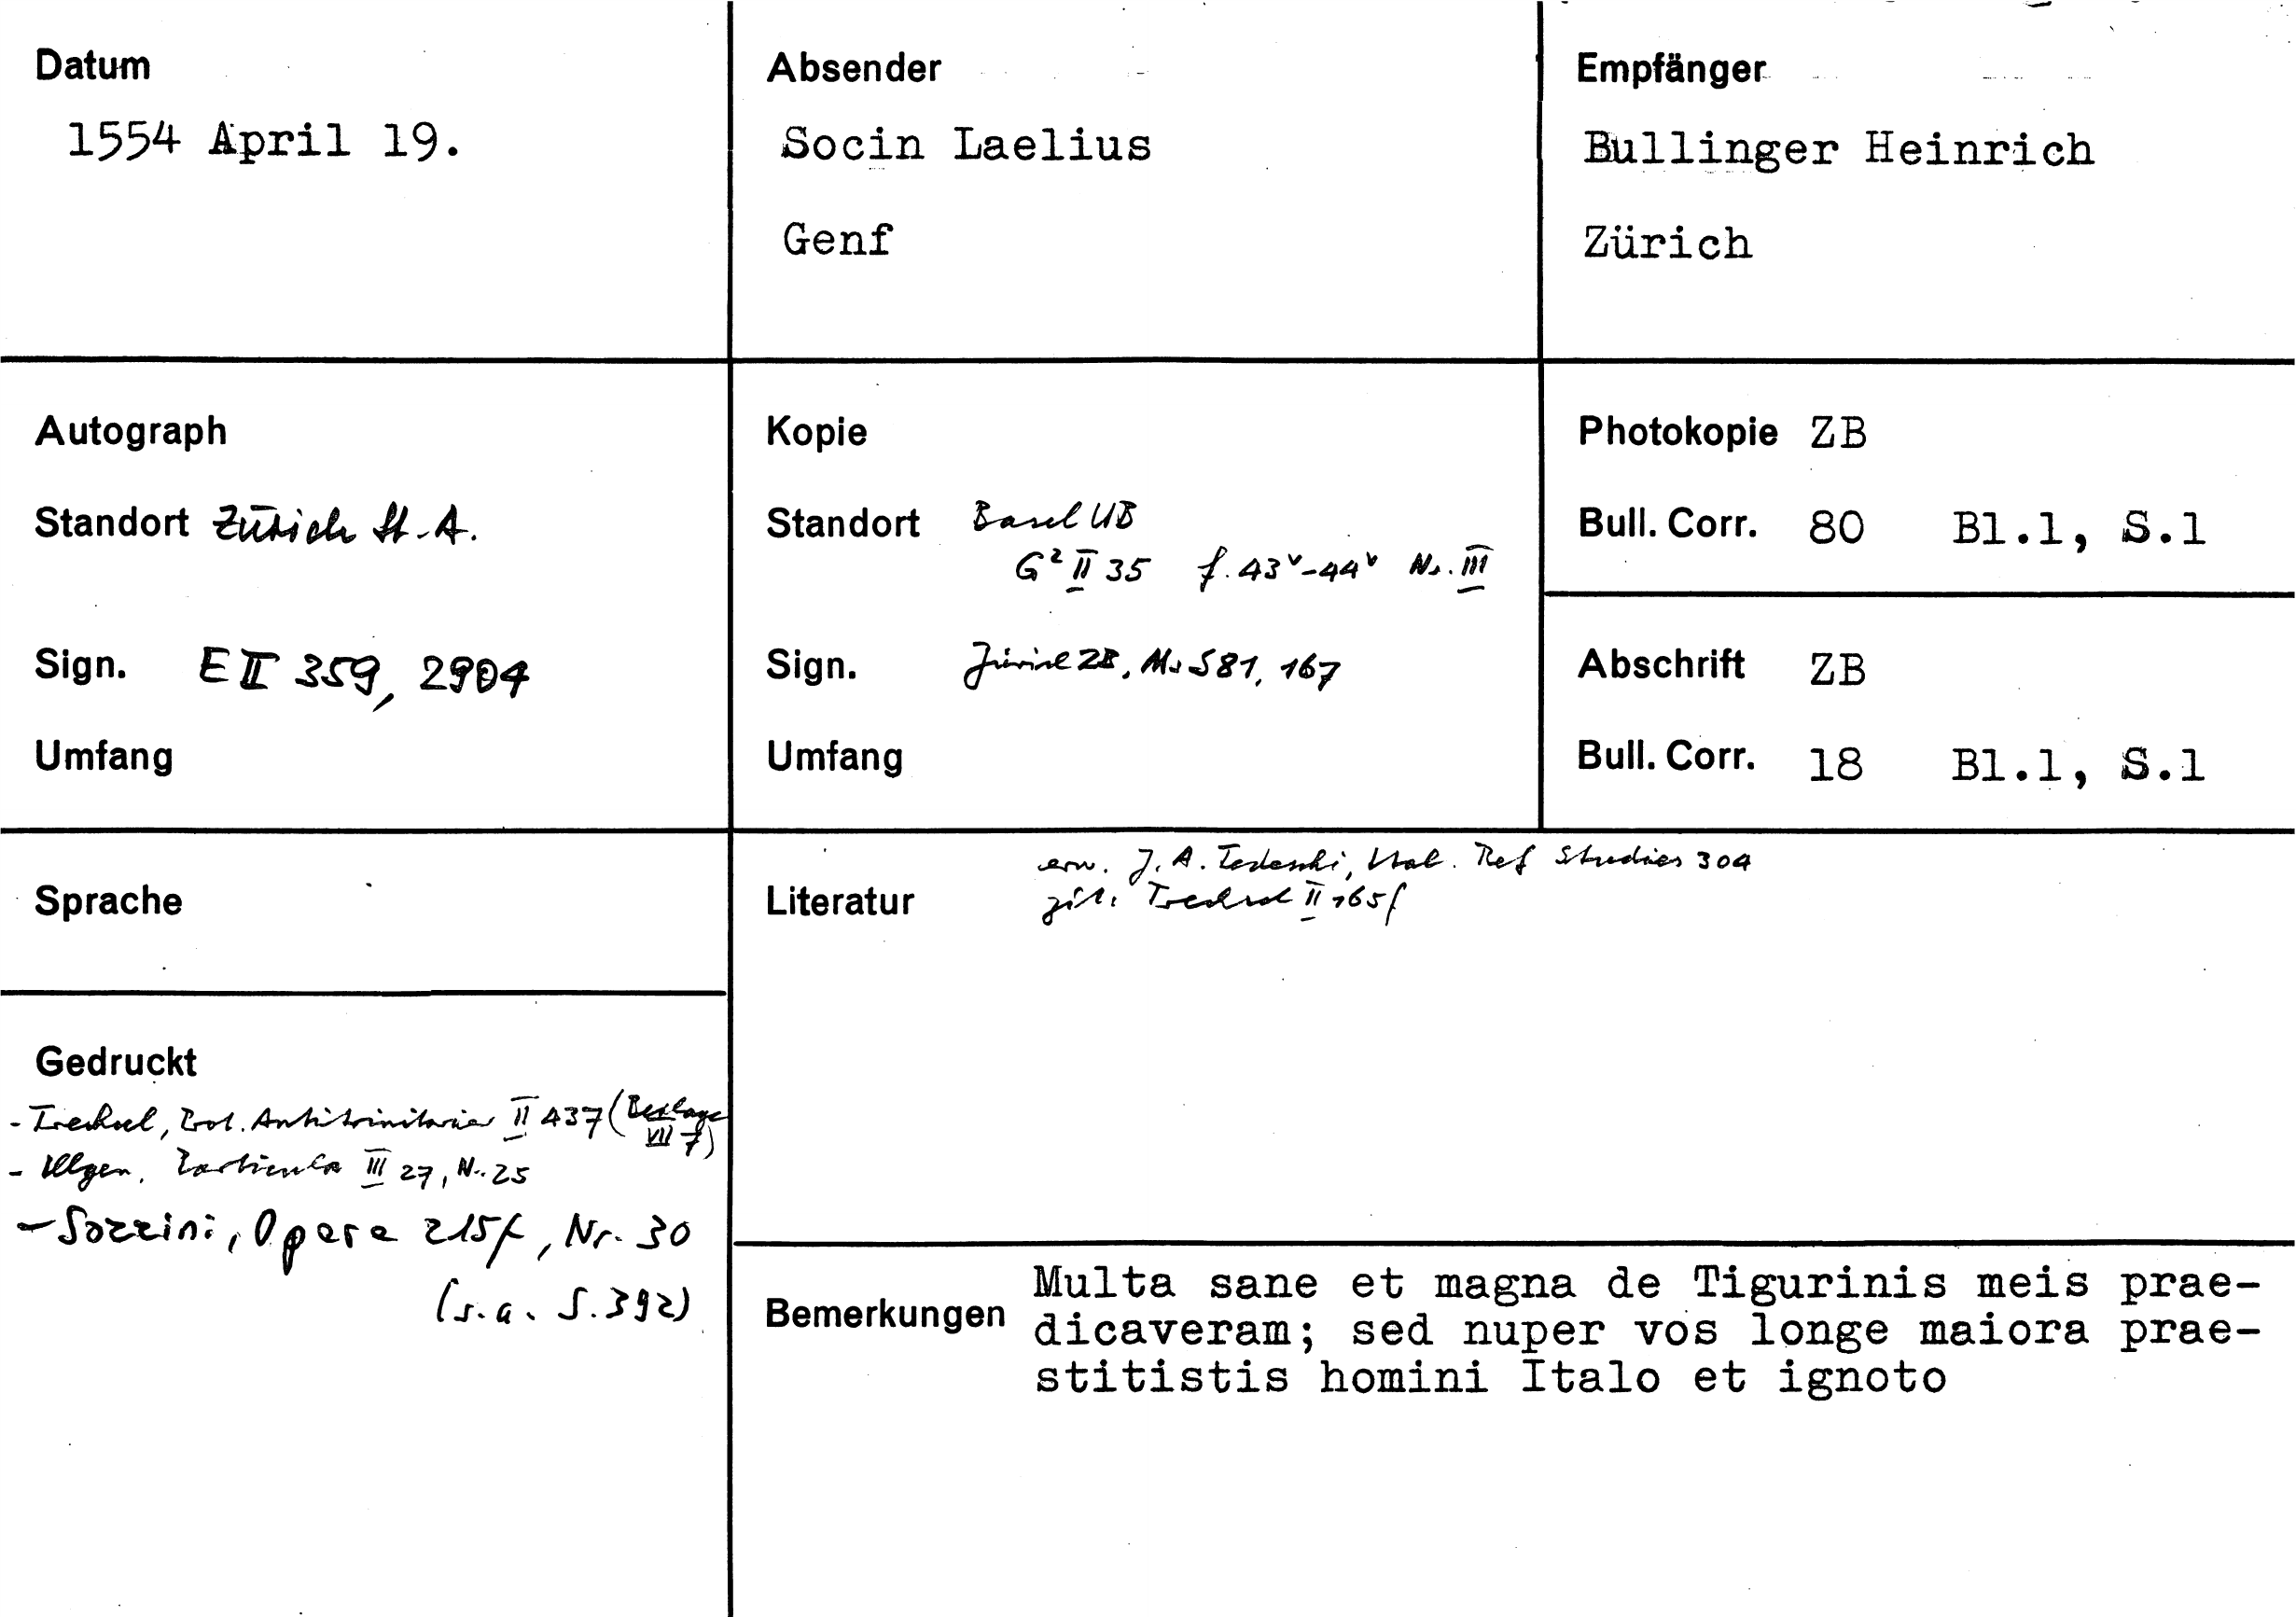 Datum
1554 April 19.
Absender
Socin Laelius
Genf
Empfänger
Bullinger Heinrich
Zürich
Autograph
Standort Zürich St.A.
Sign. E II 359, 2904
Umfang
Kopie
Standort Basel UB
G² II 35 f. 43v-44v Nr. III
Sign. Zürich ZB, Ms S 81, 167
Umfang
Photokopie ZB
Bull. Corr. 80 Bl.1, S.1
Abschrift ZB
Bull. Corr. 18 Bl.1, S.1
Sprache
Literatur
erw. J. A. Tedeschi, Ital. Ref Studies 304
zit. Trechsel II 165f
Gedruckt
- Trechsel, Prot. Antitrinitarier II 437 (Beilage
VII 7)
- Illgen, Particula III 27, Nr. 25
- Sozzini, Opere 215f, Nr. 30
(s.a. S.392)
Bemerkungen
Multa sane et magna de Tigurinis meis prae-
dicaveram; sed nuper vos longe maiora prae-
stitistis homini Italo et ignoto